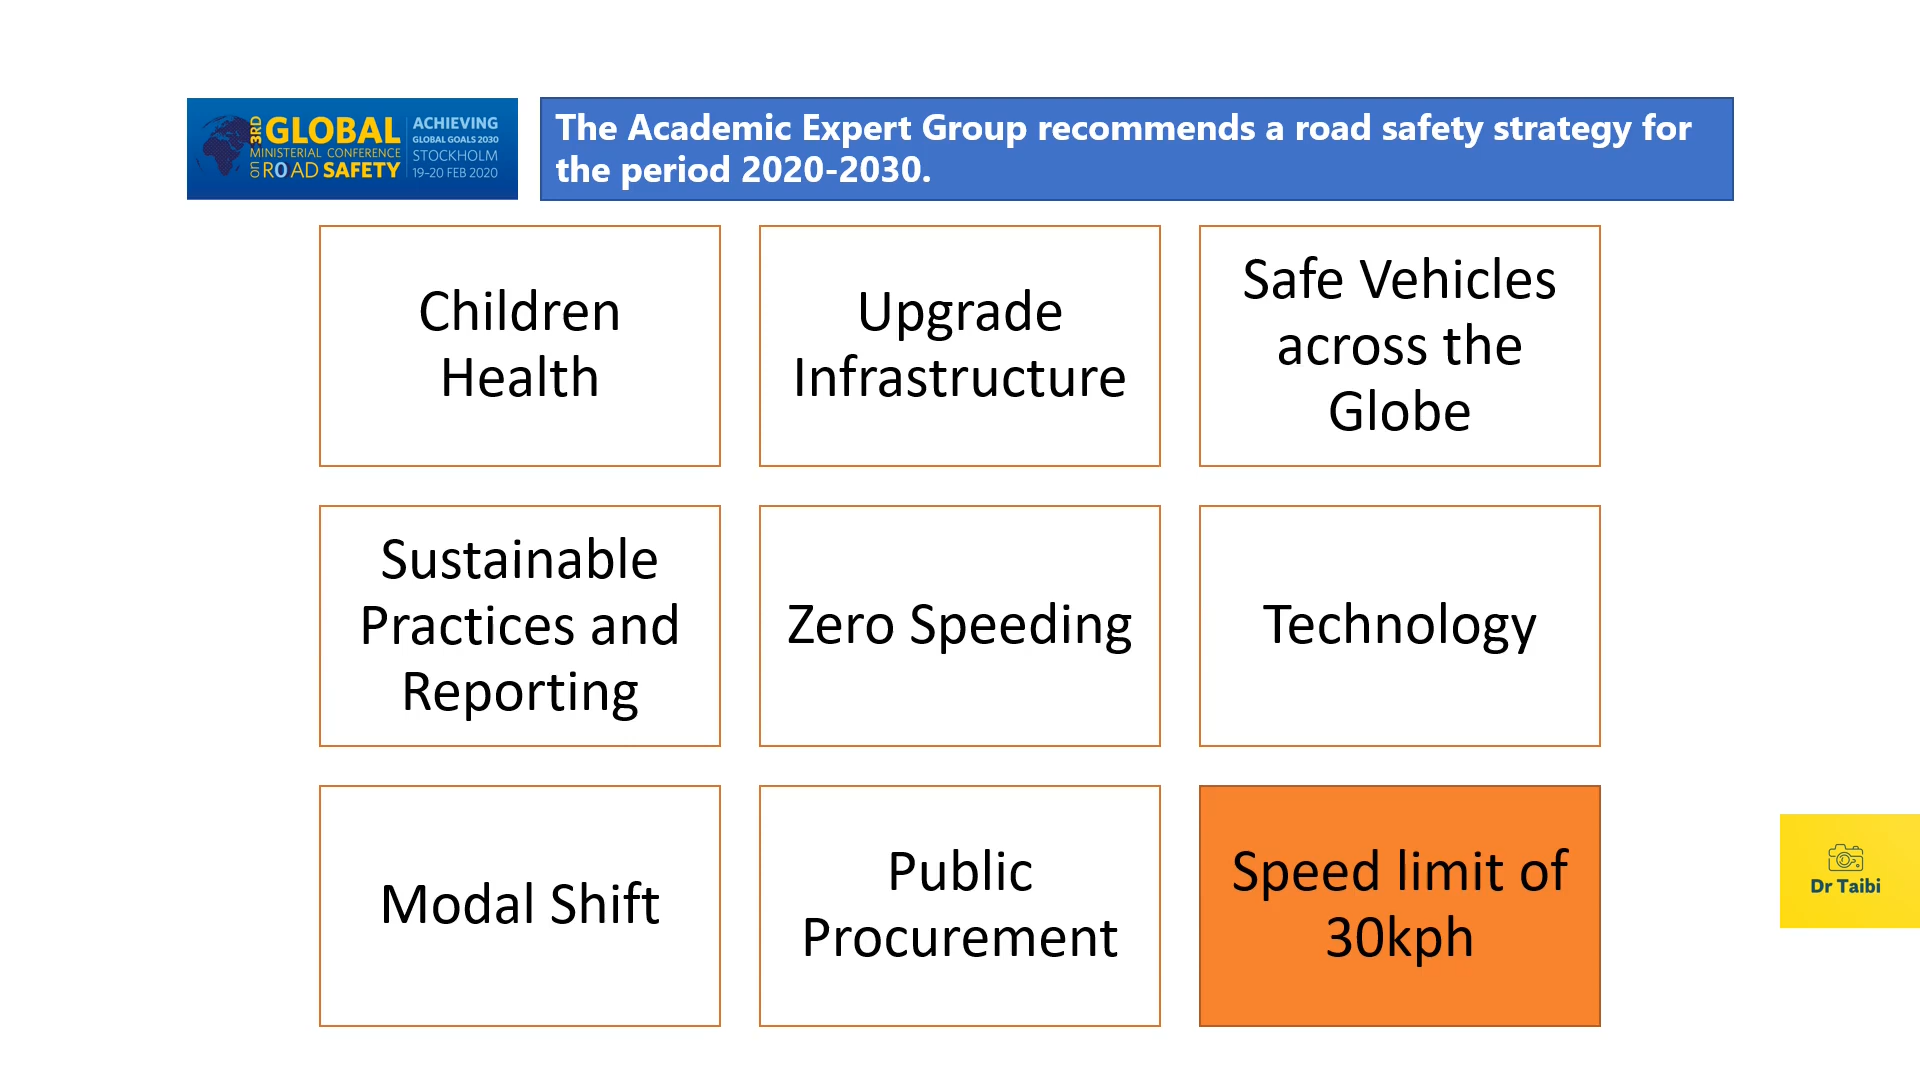 3RD
GLOBAL
MINISTERIAL CONFERENCE
ON ROAD SAFETY
ACHIEVING
GLOBAL GOALS 2030
STOCKHOLM
19–20 FEB 2020
The Academic Expert Group recommends a road safety strategy for
the period 2020-2030.
Children
Health
Upgrade
Infrastructure
Safe Vehicles
across the
Globe
Sustainable
Practices and
Reporting
Zero Speeding
Technology
Modal Shift
Public
Procurement
Speed limit of
30kph
Dr Taibi